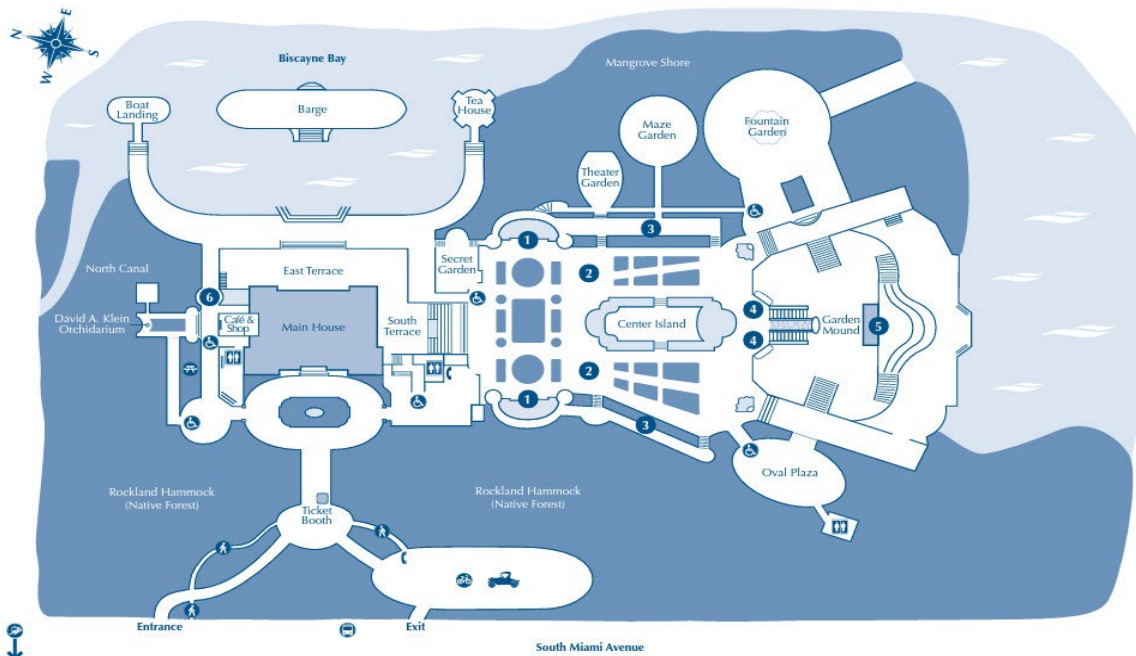 N
E
S
W
Biscayne Bay
Mangrove Shore
Boat
Landing
Barge
Tea
House
Maze
Garden
Fountain
Garden
Theater
Garden
1
3
Secret
Garden
North Canal
East Terrace
2
6
David A. Klein
Orchidarium
Café &
Shop
Main House
South
Terrace
Center Island
4
4
Garden
Mound
5
2
1
3
Oval Plaza
Rockland Hammock
(Native Forest)
Rockland Hammock
(Native Forest)
Ticket
Booth
Entrance
Exit
South Miami Avenue